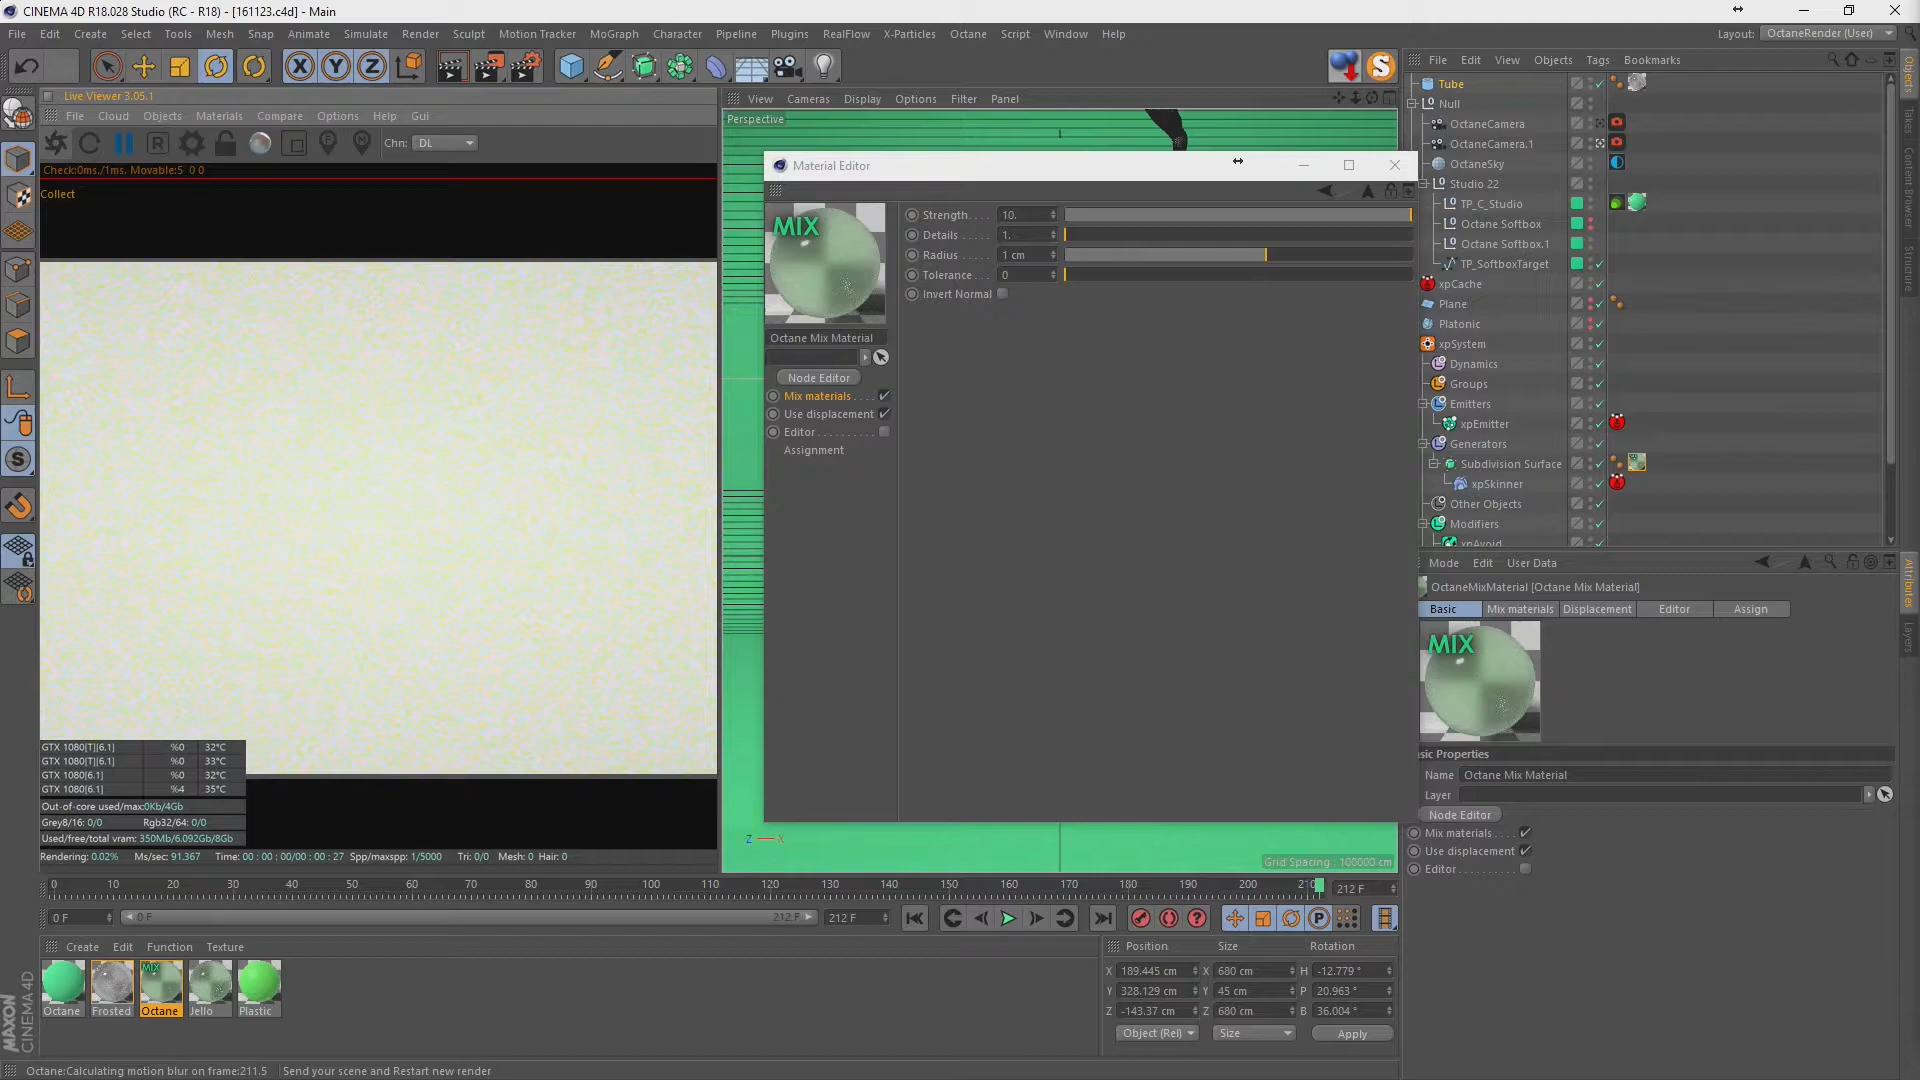 CINEMA 4D R18.028 Studio (RC - R18) - [161123.c4d] - Main
File Edit Create Select Tools Mesh Snap Animate Simulate Render Sculpt Motion Tracker MoGraph Character Pipeline Plugins RealFlow X-Particles Octane Script Window Help
Layout: OctaneRender (User)
Live Viewer 3.05.1
File Cloud Objects Materials Compare Options Help Gui
Chn: DL
Check:0ms./1ms. Movable:5 0 0
Collect
GTX 1080[T][6.1] %0 32°C
GTX 1080[T][6.1] %0 33°C
GTX 1080[6.1] %0 32°C
GTX 1080[6.1] %4 35°C
Out-of-core used/max:0Kb/4Gb
Grey8/16: 0/0 Rgb32/64: 0/0
Used/free/total vram: 350Mb/6.092Gb/8Gb
Rendering: 0.02% Ms/sec: 91.367 Time: 00 : 00 : 00/00 : 00 : 27 Spp/maxspp: 1/5000 Tri: 0/0 Mesh: 0 Hair: 0
View Cameras Display Options Filter Panel
Perspective
Material Editor
MIX
Octane Mix Material
Node Editor
Mix materials
Use displacement
Editor
Assignment
Strength 10.
Details 1.
Radius 1 cm
Tolerance 0
Invert Normal
Z X
Grid Spacing : 100000 cm
File Edit View Objects Tags Bookmarks
Tube
Null
OctaneCamera
OctaneCamera.1
OctaneSky
Studio 22
TP_C_Studio
Octane Softbox
Octane Softbox.1
TP_SoftboxTarget
xpCache
Plane
Platonic
xpSystem
Dynamics
Groups
Emitters
xpEmitter
Generators
Subdivision Surface
xpSkinner
Other Objects
Modifiers
xpAvoid
Objects
Takes
Content Browser
Structure
Attributes
Layers
Mode Edit User Data
OctaneMixMaterial [Octane Mix Material]
Basic Mix materials Displacement Editor Assign
MIX
sic Properties
Name Octane Mix Material
Layer
Node Editor
Mix materials
Use displacement
Editor
0 10 20 30 40 50 60 70 80 90 100 110 120 130 140 150 160 170 180 190 200 210
212 F
0 F 0 F 212 F 212 F
Create Edit Function Texture
MIX
Octane Frosted Octane Jello Plastic
Position Size Rotation
X 189.445 cm X 680 cm H -12.779 °
Y 328.129 cm Y 45 cm P 20.963 °
Z -143.37 cm Z 680 cm B 36.004 °
Object (Rel) Size Apply
MAXON CINEMA 4D
Octane:Calculating motion blur on frame:211.5 Send your scene and Restart new render